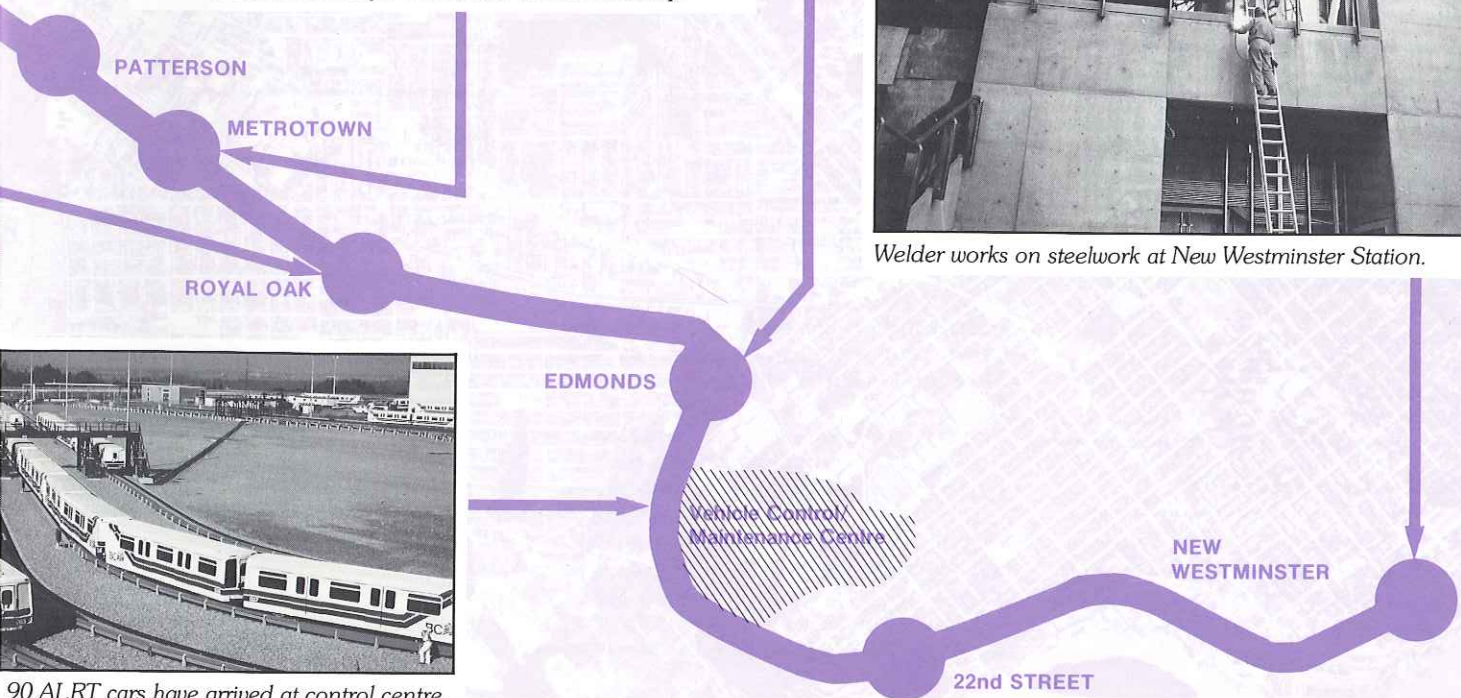 PATTERSON
METROTOWN
ROYAL OAK
Welder works on steelwork at New Westminster Station.
EDMONDS
Vehicle Control/
Maintenance Centre
NEW
WESTMINSTER
22nd STREET
90 ALRT cars have arrived at control centre